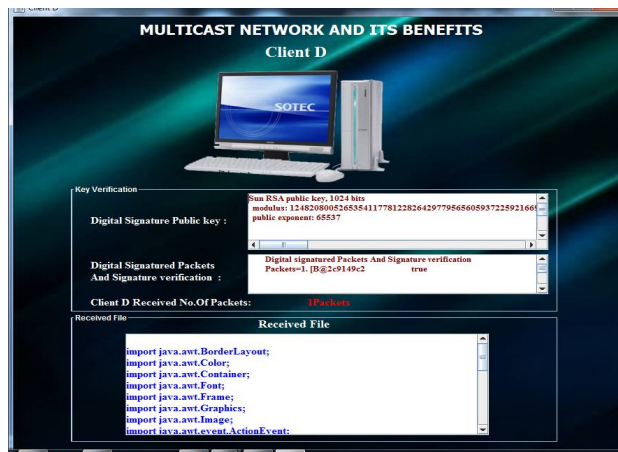 Client D
MULTICAST NETWORK AND ITS BENEFITS
Client D
SOTEC
Key Verification
Digital Signature Public key :
Sun RSA public key, 1024 bits
modulus: 124820800526535411778122826429779565605937225921669
public exponent: 65537
Digital Signatured Packets
And Signature verification :
Digital signatured Packets And Signature verification
Packets=1. [B@2c9149c2 true
Client D Received No.Of Packets: 1Packets
Received File
Received File
import java.awt.BorderLayout;
import java.awt.Color;
import java.awt.Container;
import java.awt.Font;
import java.awt.Frame;
import java.awt.Graphics;
import java.awt.Image;
import java.awt.event.ActionEvent;